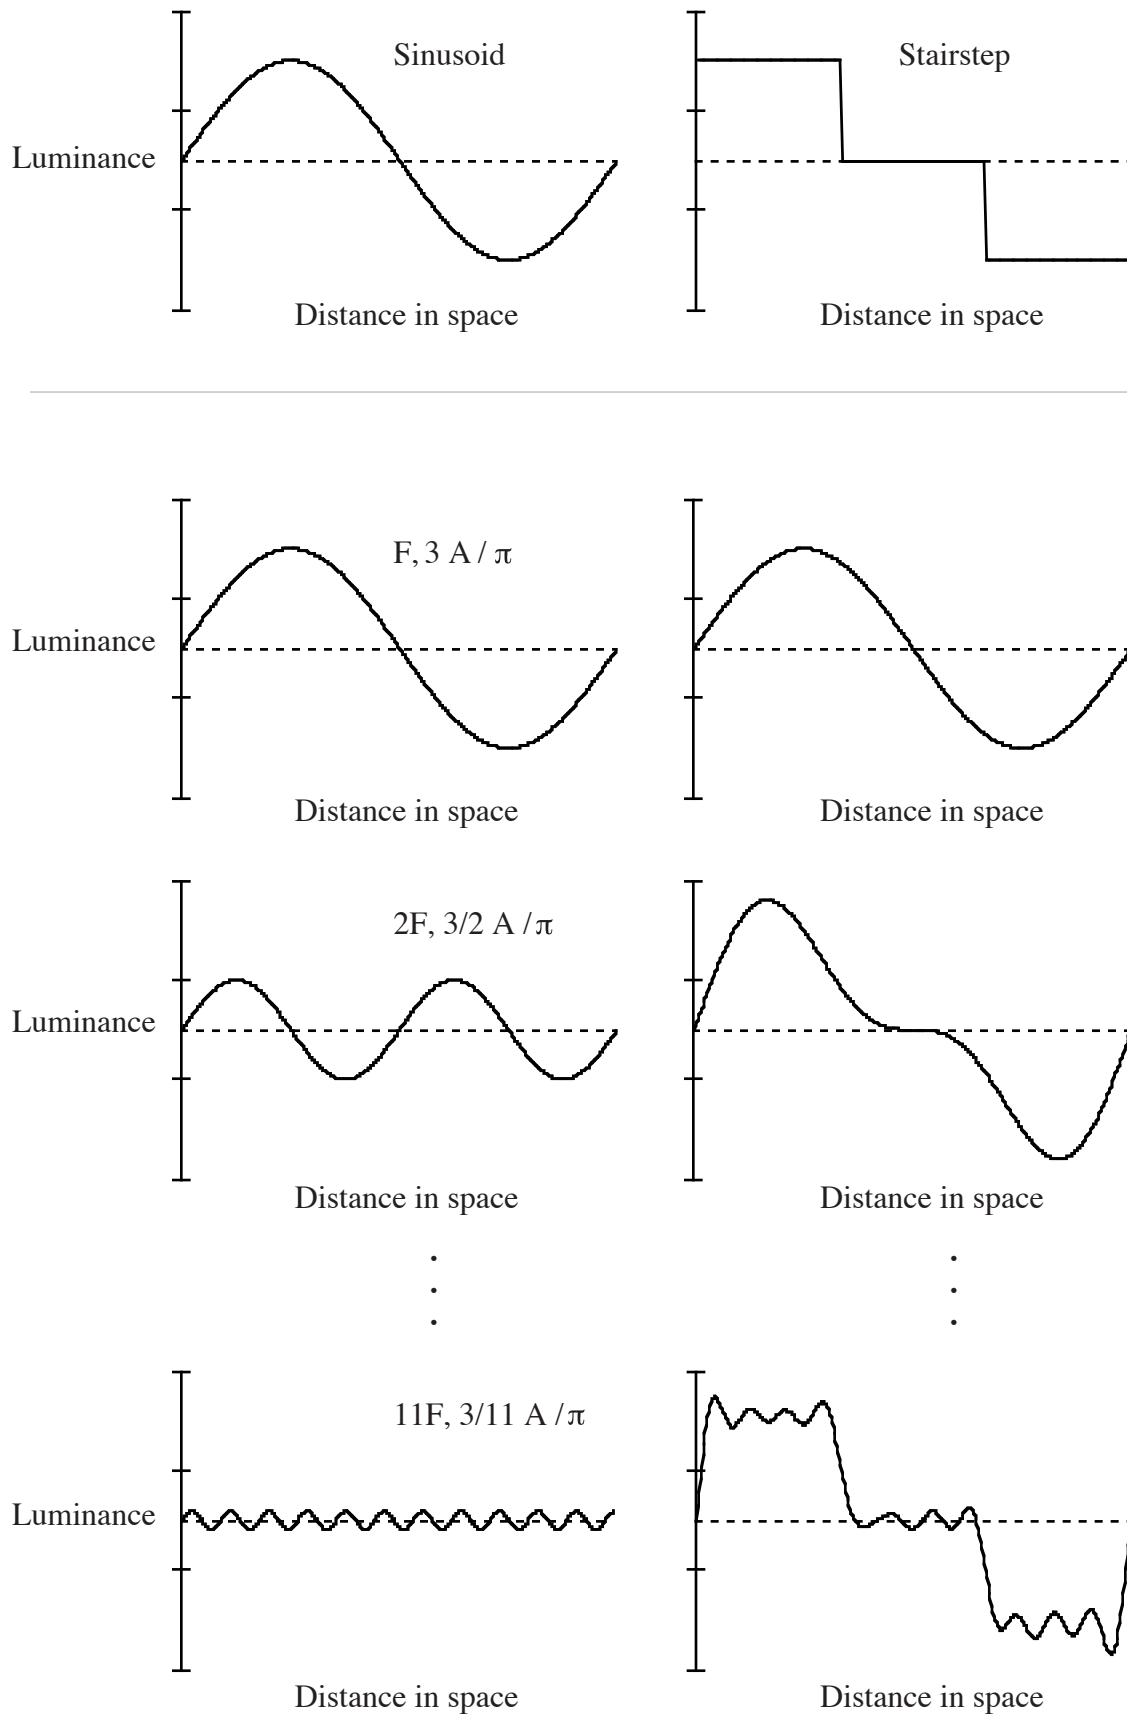 Sinusoid
Stairstep
Luminance
Distance in space
Distance in space
F, 3 A / π
Luminance
Distance in space
Distance in space
2F, 3/2 A / π
Luminance
Distance in space
Distance in space
11F, 3/11 A / π
Luminance
Distance in space
Distance in space